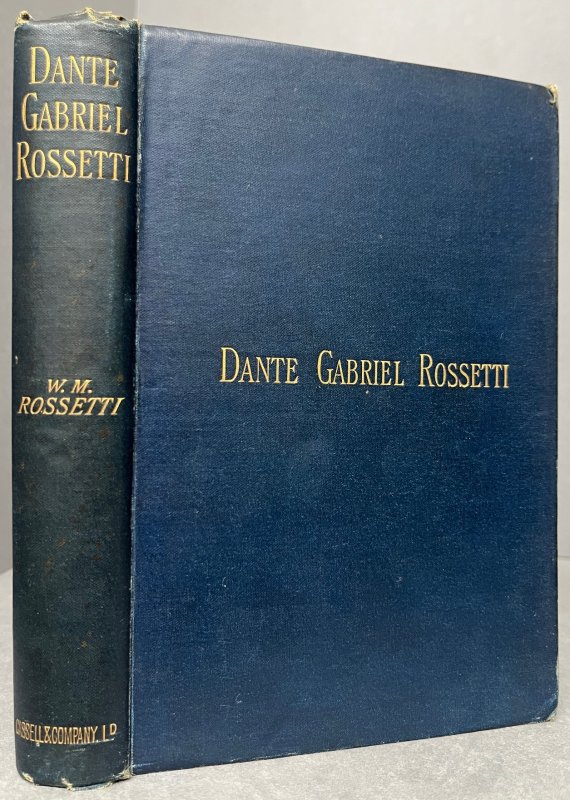 DANTE
GABRIEL
ROSSETTI
W. M.
ROSSETTI
CASSELL & COMPANY. LD
DANTE GABRIEL ROSSETTI